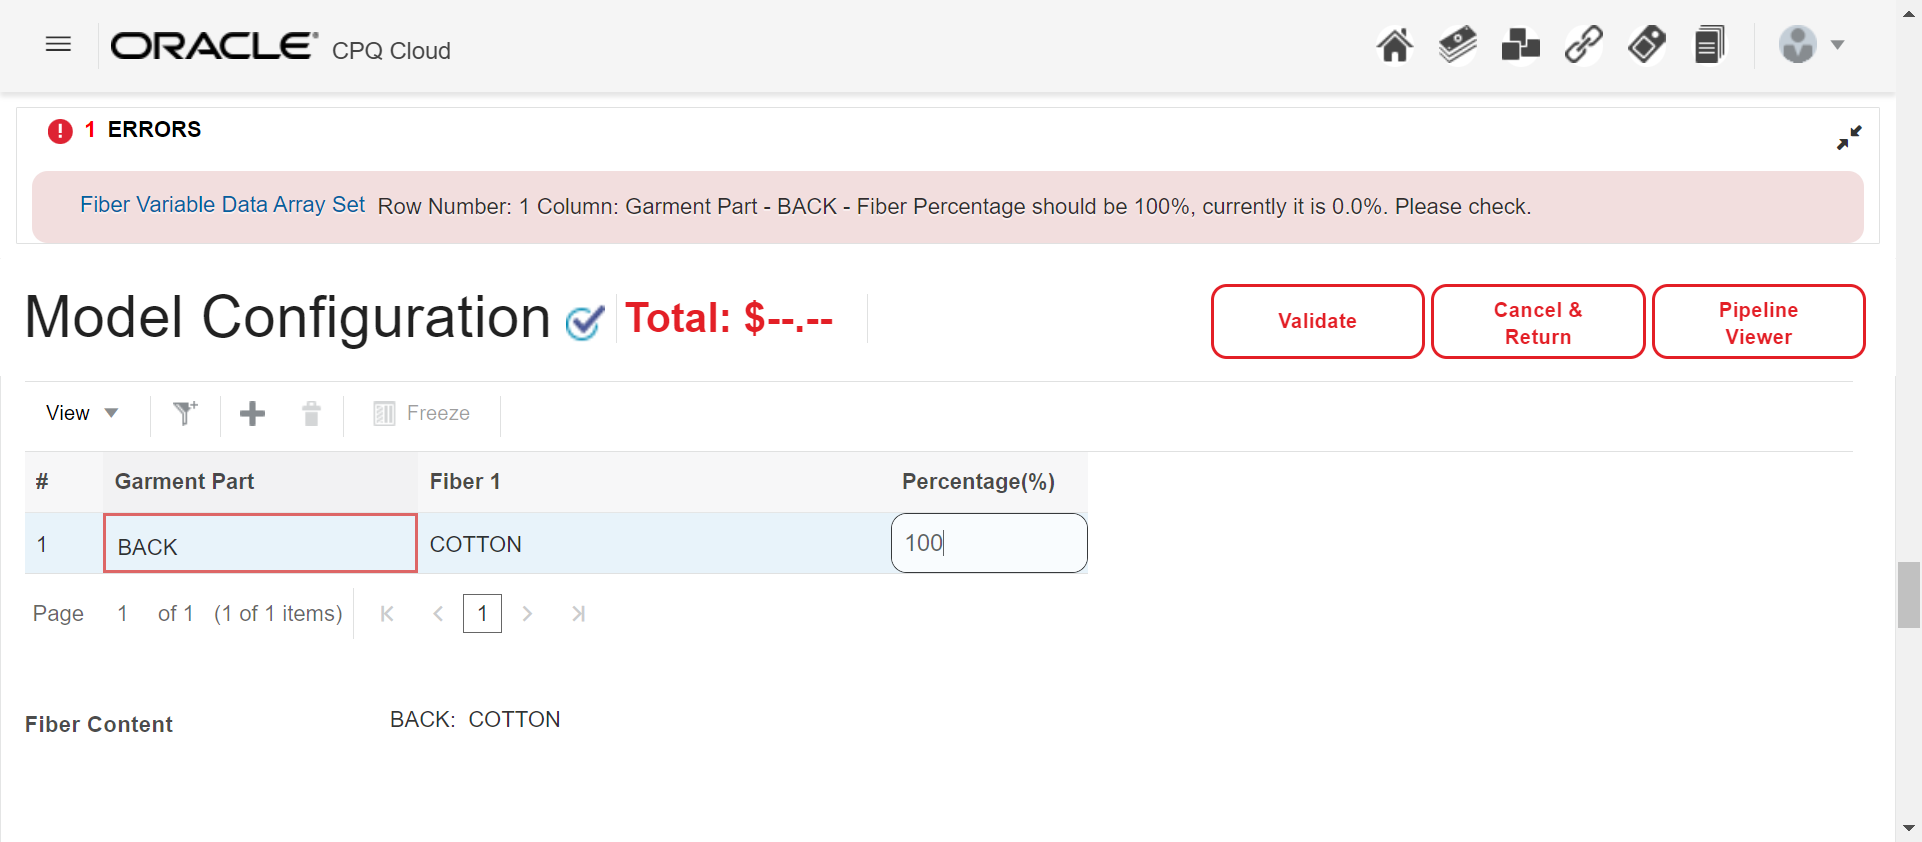 ORACLE® CPQ Cloud
1 ERRORS
Fiber Variable Data Array Set Row Number: 1 Column: Garment Part - BACK - Fiber Percentage should be 100%, currently it is 0.0%. Please check.
Model Configuration Total: $--.--
Validate
Cancel &
Return
Pipeline
Viewer
View Freeze
# Garment Part Fiber 1 Percentage(%)
1 BACK COTTON 100
Page 1 of 1 (1 of 1 items) 1
Fiber Content BACK: COTTON